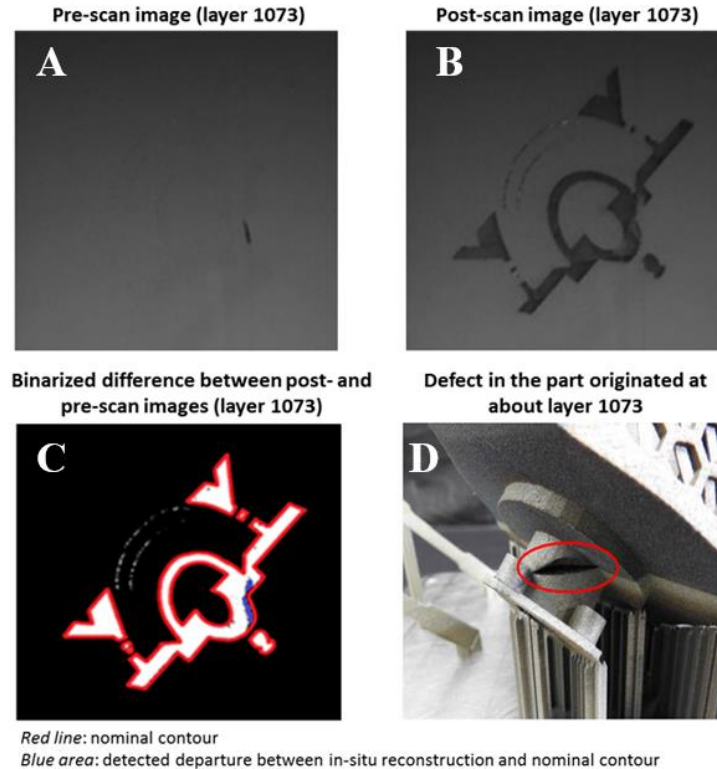 Pre-scan image (layer 1073)
Post-scan image (layer 1073)
A
B
Binarized difference between post- and
pre-scan images (layer 1073)
Defect in the part originated at
about layer 1073
C
D
Red line: nominal contour
Blue area: detected departure between in-situ reconstruction and nominal contour